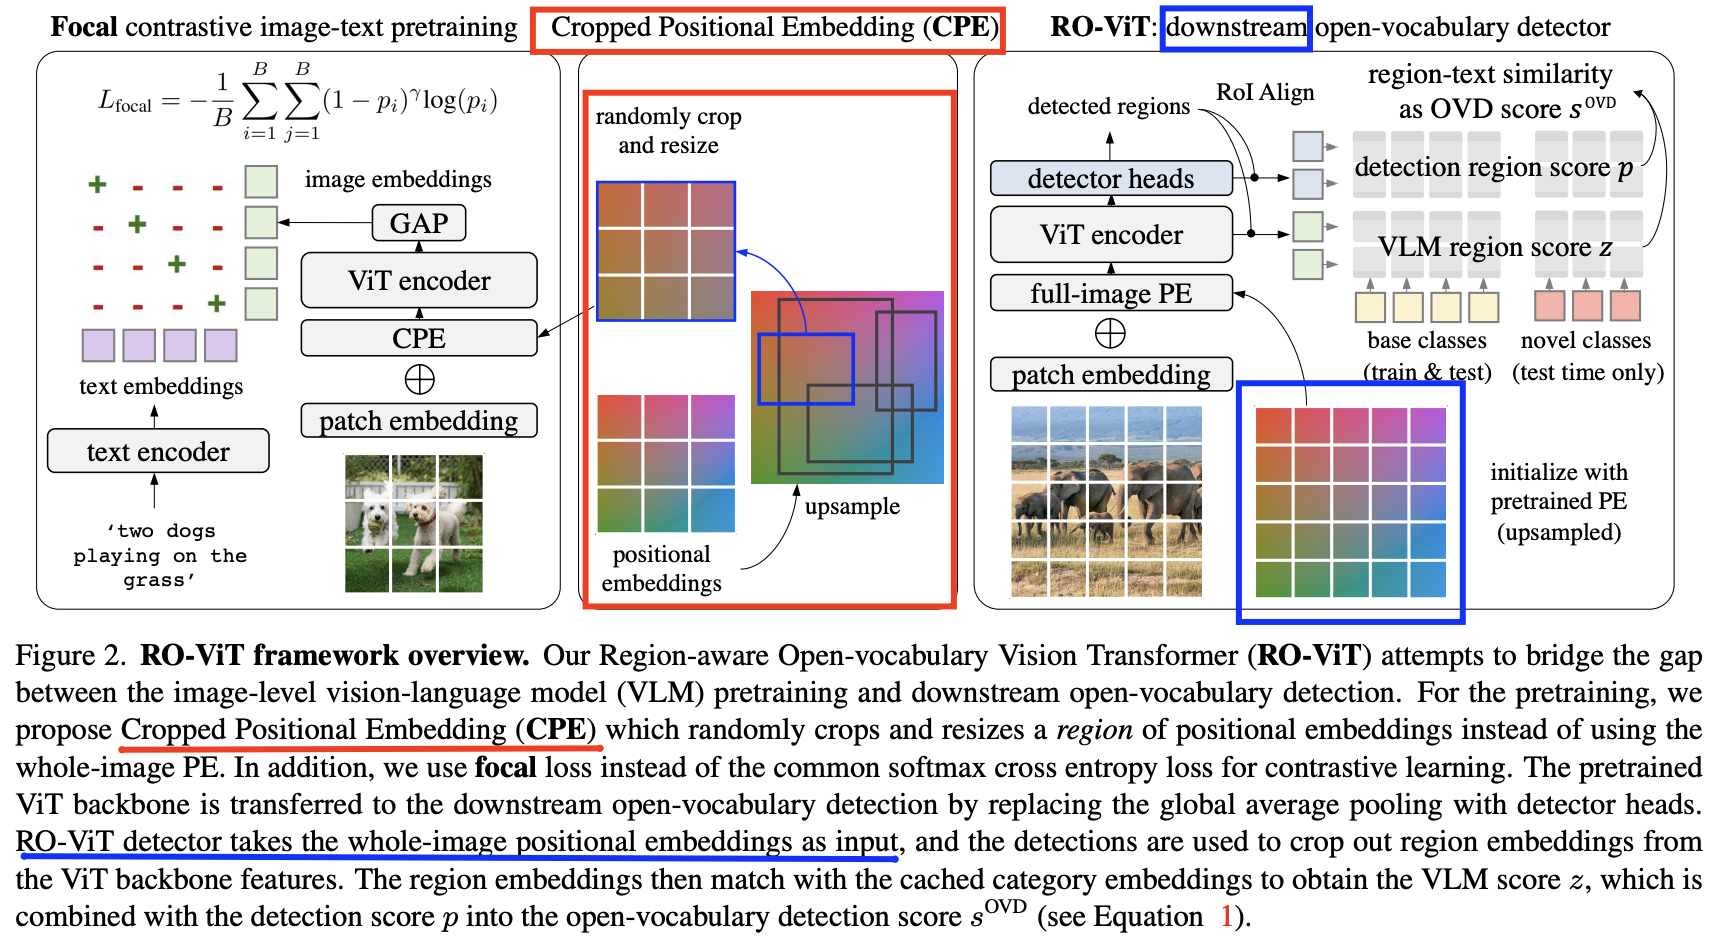 Focal contrastive image-text pretraining
L_focal = -\frac{1}{B} \sum_{i=1}^{B} \sum_{j=1}^{B} (1 - p_i)^γ log(p_i)
image embeddings
GAP
ViT encoder
CPE
patch embedding
text embeddings
text encoder
‘two dogs
playing on the
grass’
Cropped Positional Embedding (CPE)
randomly crop
and resize
upsample
positional
embeddings
RO-ViT: downstream open-vocabulary detector
region-text similarity
as OVD score s^OVD
detected regions
RoI Align
detector heads
detection region score p
ViT encoder
VLM region score z
full-image PE
base classes
(train & test)
novel classes
(test time only)
patch embedding
initialize with
pretrained PE
(upsampled)
Figure 2. RO-ViT framework overview. Our Region-aware Open-vocabulary Vision Transformer (RO-ViT) attempts to bridge the gap
between the image-level vision-language model (VLM) pretraining and downstream open-vocabulary detection. For the pretraining, we
propose Cropped Positional Embedding (CPE) which randomly crops and resizes a region of positional embeddings instead of using the
whole-image PE. In addition, we use focal loss instead of the common softmax cross entropy loss for contrastive learning. The pretrained
ViT backbone is transferred to the downstream open-vocabulary detection by replacing the global average pooling with detector heads.
RO-ViT detector takes the whole-image positional embeddings as input, and the detections are used to crop out region embeddings from
the ViT backbone features. The region embeddings then match with the cached category embeddings to obtain the VLM score z, which is
combined with the detection score p into the open-vocabulary detection score s^OVD (see Equation 1).